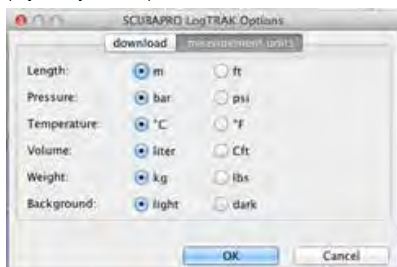 SCUBAPRO LogTRAK Options
download measurement units
Length: m ft
Pressure: bar psi
Temperature: °C °F
Volume: liter Cft
Weight: kg lbs
Background: light dark
OK Cancel